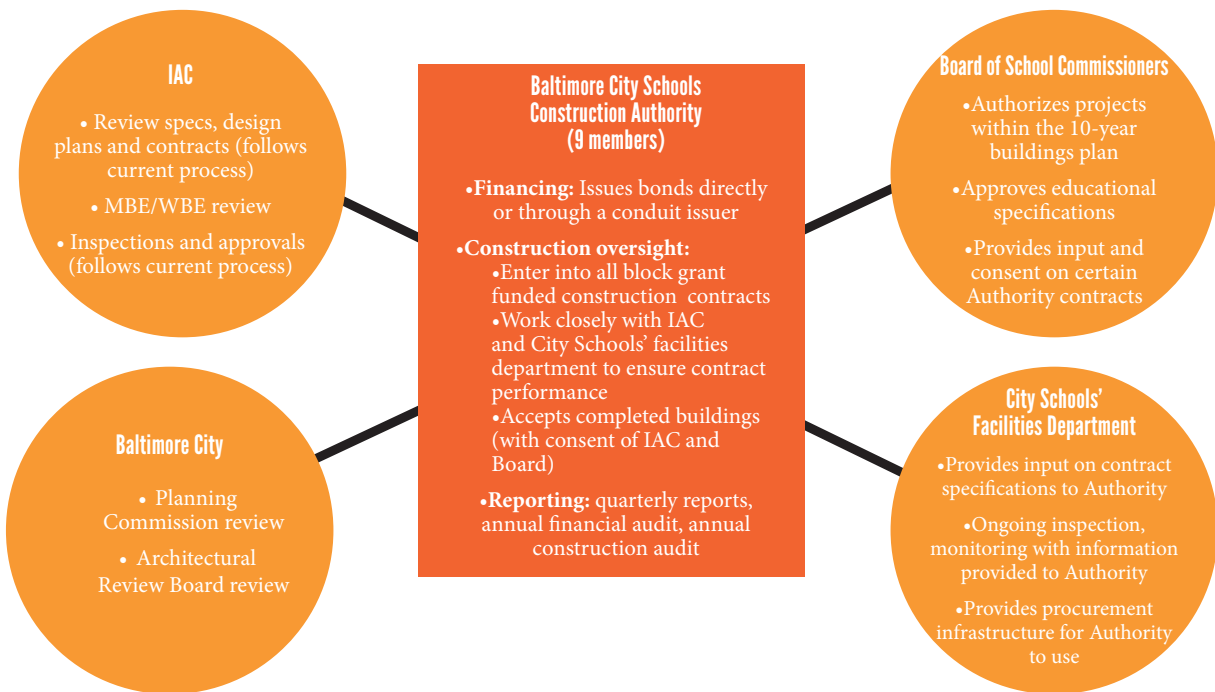 IAC
• Review specs, design
plans and contracts (follows
current process)
• MBE/WBE review
• Inspections and approvals
(follows current process)
Baltimore City
• Planning
Commission review
• Architectural
Review Board review
Baltimore City Schools
Construction Authority
(9 members)
•Financing: Issues bonds directly
or through a conduit issuer
•Construction oversight:
•Enter into all block grant
funded construction contracts
•Work closely with IAC
and City Schools' facilities
department to ensure contract
performance
•Accepts completed buildings
(with consent of IAC and
Board)
•Reporting: quarterly reports,
annual financial audit, annual
construction audit
Board of School Commissioners
•Authorizes projects
within the 10-year
buildings plan
•Approves educational
specifications
•Provides input and
consent on certain
Authority contracts
City Schools'
Facilities Department
•Provides input on contract
specifications to Authority
•Ongoing inspection,
monitoring with information
provided to Authority
•Provides procurement
infrastructure for Authority
to use